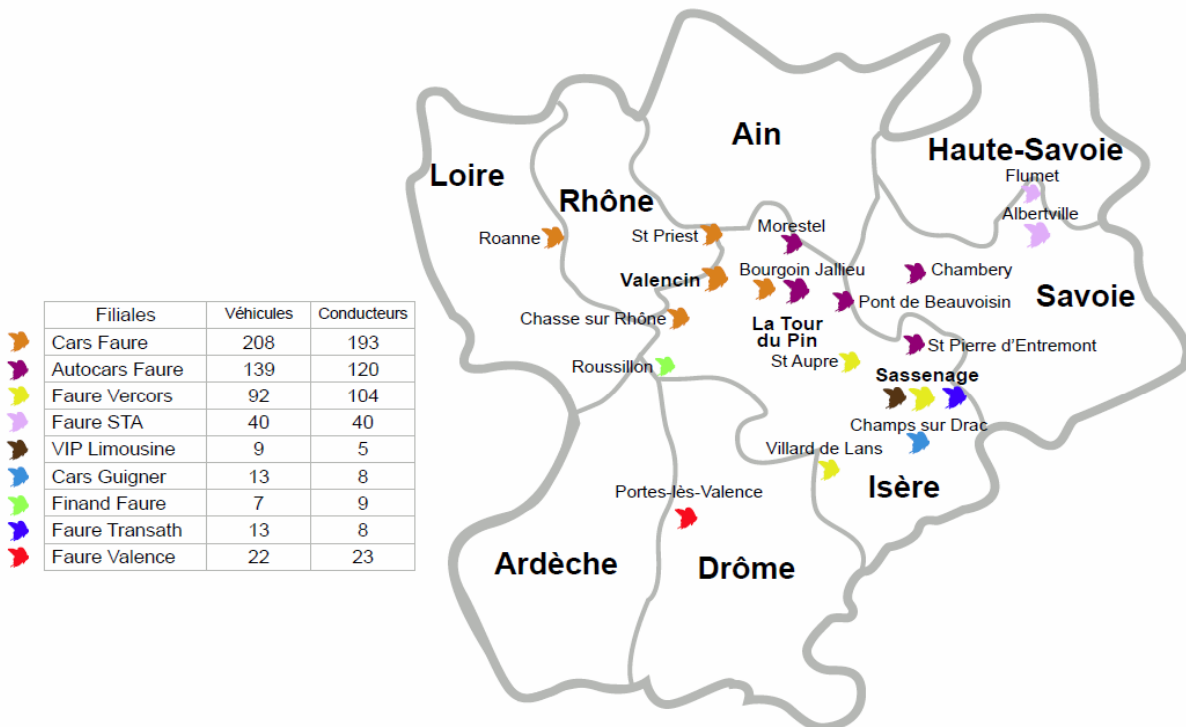 Filiales Véhicules Conducteurs
Cars Faure 208 193
Autocars Faure 139 120
Faure Vercors 92 104
Faure STA 40 40
VIP Limousine 9 5
Cars Guigner 13 8
Finand Faure 7 9
Faure Transath 13 8
Faure Valence 22 23
Ain
Haute-Savoie
Loire
Flumet
Rhône
Albertville
Roanne
St Priest
Morestel
Valencin
Bourgoin Jallieu
Chambery
Savoie
Pont de Beauvoisin
Chasse sur Rhône
La Tour
du Pin
St Pierre d'Entremont
Roussillon
St Aupre
Sassenage
Champs sur Drac
Villard de Lans
Isère
Portes-lès-Valence
Ardèche
Drôme